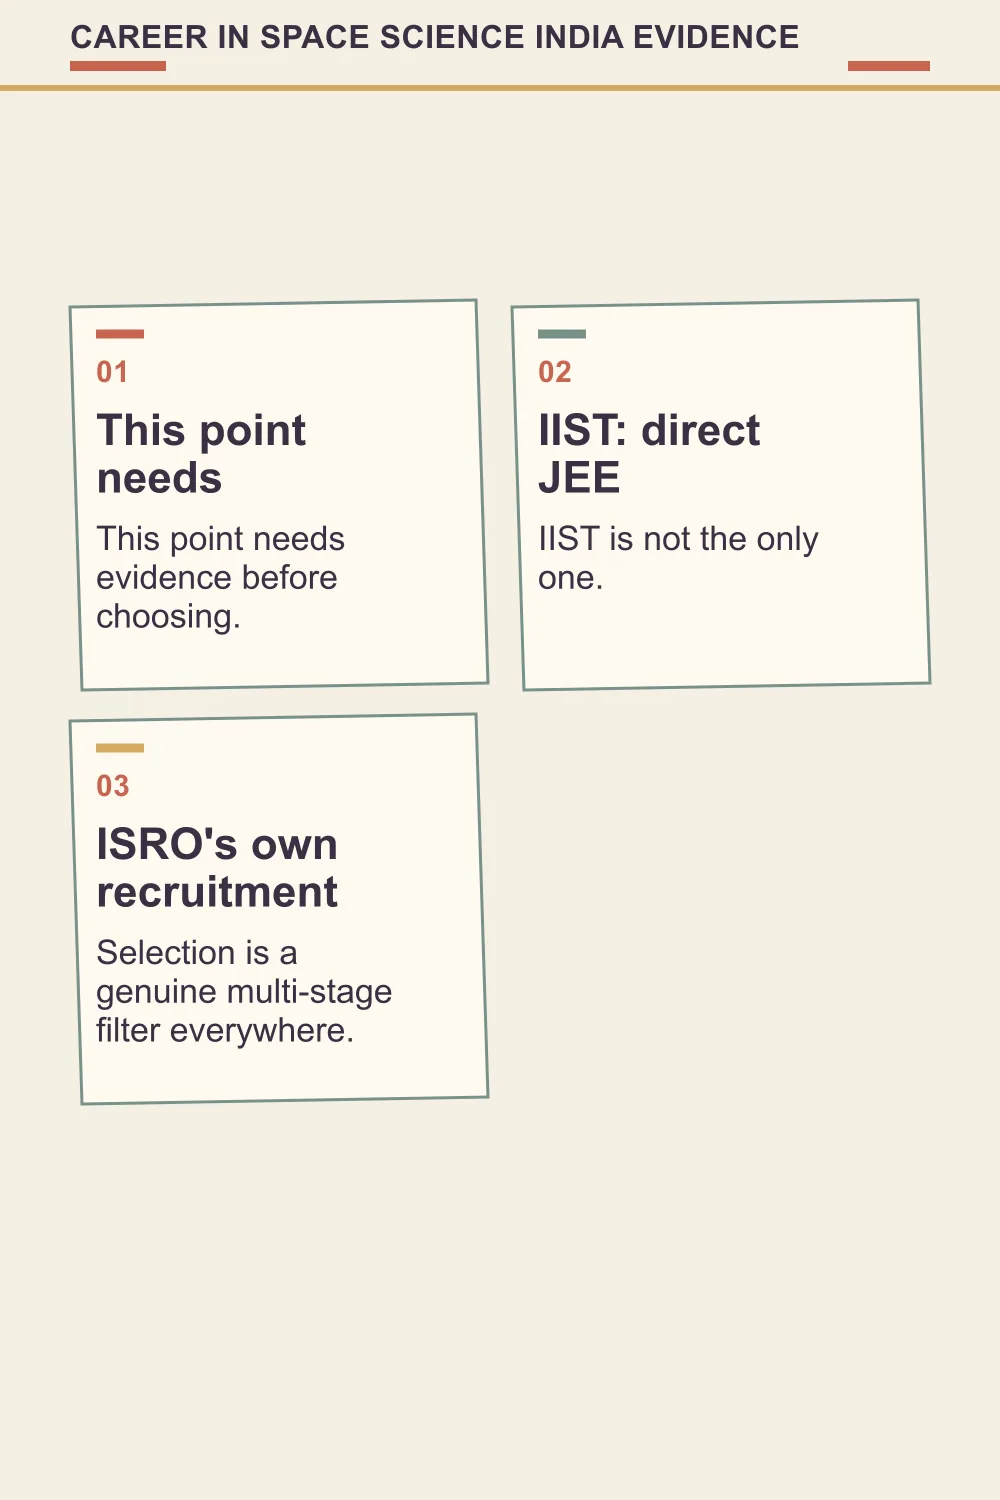 CAREER IN SPACE SCIENCE INDIA EVIDENCE
01
This point
needs
This point needs
evidence before
choosing.
02
IIST: direct
JEE
IIST is not the only
one.
03
ISRO's own
recruitment
Selection is a
genuine multi-stage
filter everywhere.